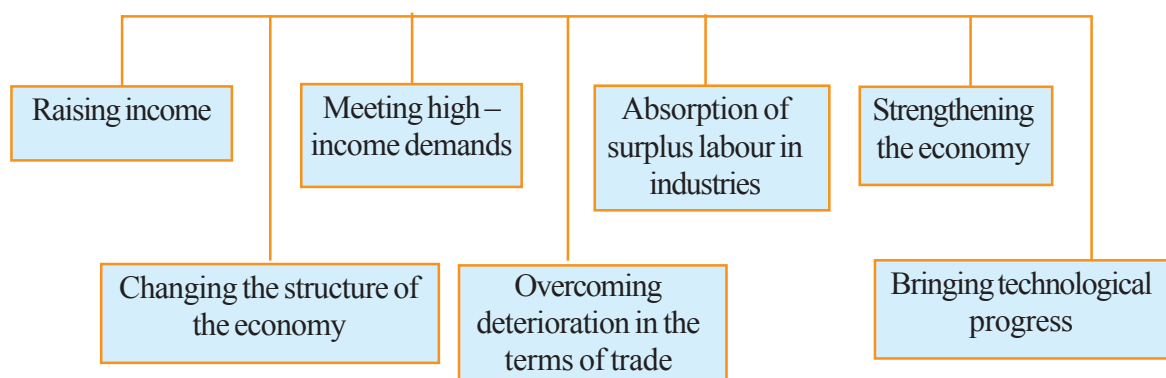 Raising income
Meeting high –
income demands
Absorption of
surplus labour in
industries
Strengthening
the economy
Changing the structure of
the economy
Overcoming
deterioration in the
terms of trade
Bringing technological
progress